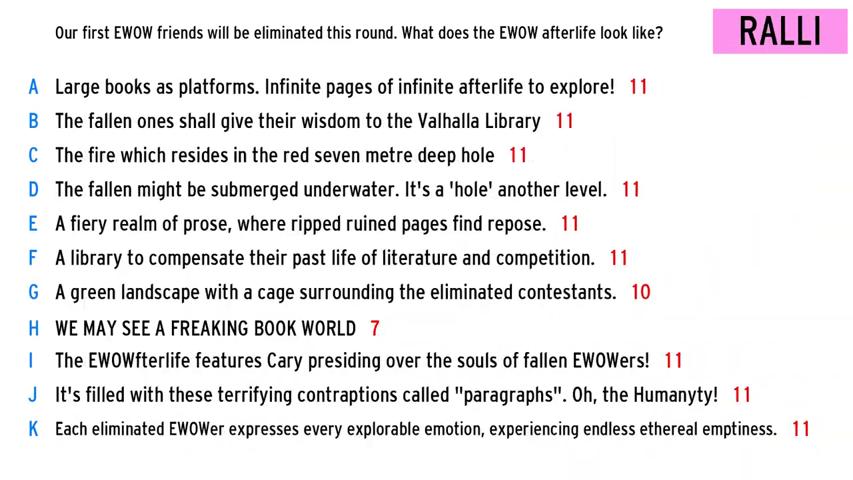 Our first EWOW friends will be eliminated this round. What does the EWOW afterlife look like?
RALLI
A Large books as platforms. Infinite pages of infinite afterlife to explore! 11
B The fallen ones shall give their wisdom to the Valhalla Library 11
C The fire which resides in the red seven metre deep hole 11
D The fallen might be submerged underwater. It's a 'hole' another level. 11
E A fiery realm of prose, where ripped ruined pages find repose. 11
F A library to compensate their past life of literature and competition. 11
G A green landscape with a cage surrounding the eliminated contestants. 10
H WE MAY SEE A FREAKING BOOK WORLD 7
I The EWOWfterlife features Cary presiding over the souls of fallen EWOWers! 11
J It's filled with these terrifying contraptions called "paragraphs". Oh, the Humanyty! 11
K Each eliminated EWOWer expresses every explorable emotion, experiencing endless ethereal emptiness. 11